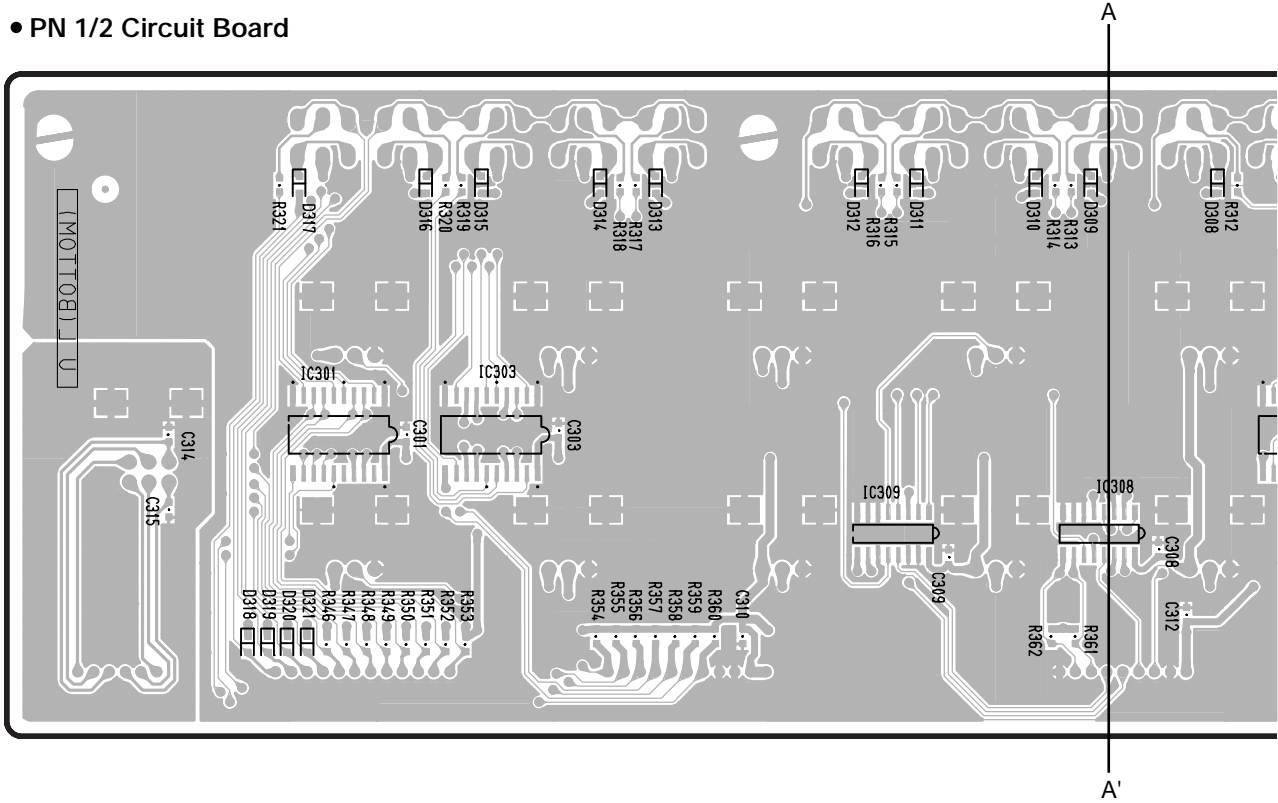 • PN 1/2 Circuit Board
A
R321
D317
D316
R320
R319
D315
D314
R318
R317
D313
D312
R316
R315
D311
D310
R314
R313
D309
D308
R312
(MOTTOB)J U
IC301
IC303
C301
C303
C314
C315
IC309
IC308
C309
C308
C312
D318
D319
D320
D321
R346
R347
R348
R349
R350
R351
R352
R353
R354
R355
R356
R357
R358
R359
R360
C310
R362
R361
A'